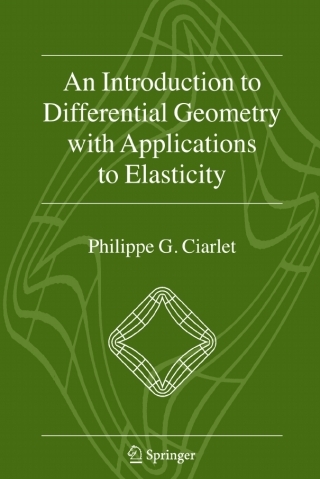 An Introduction to
Differential Geometry
with Applications
to Elasticity
Philippe G. Ciarlet
Springer